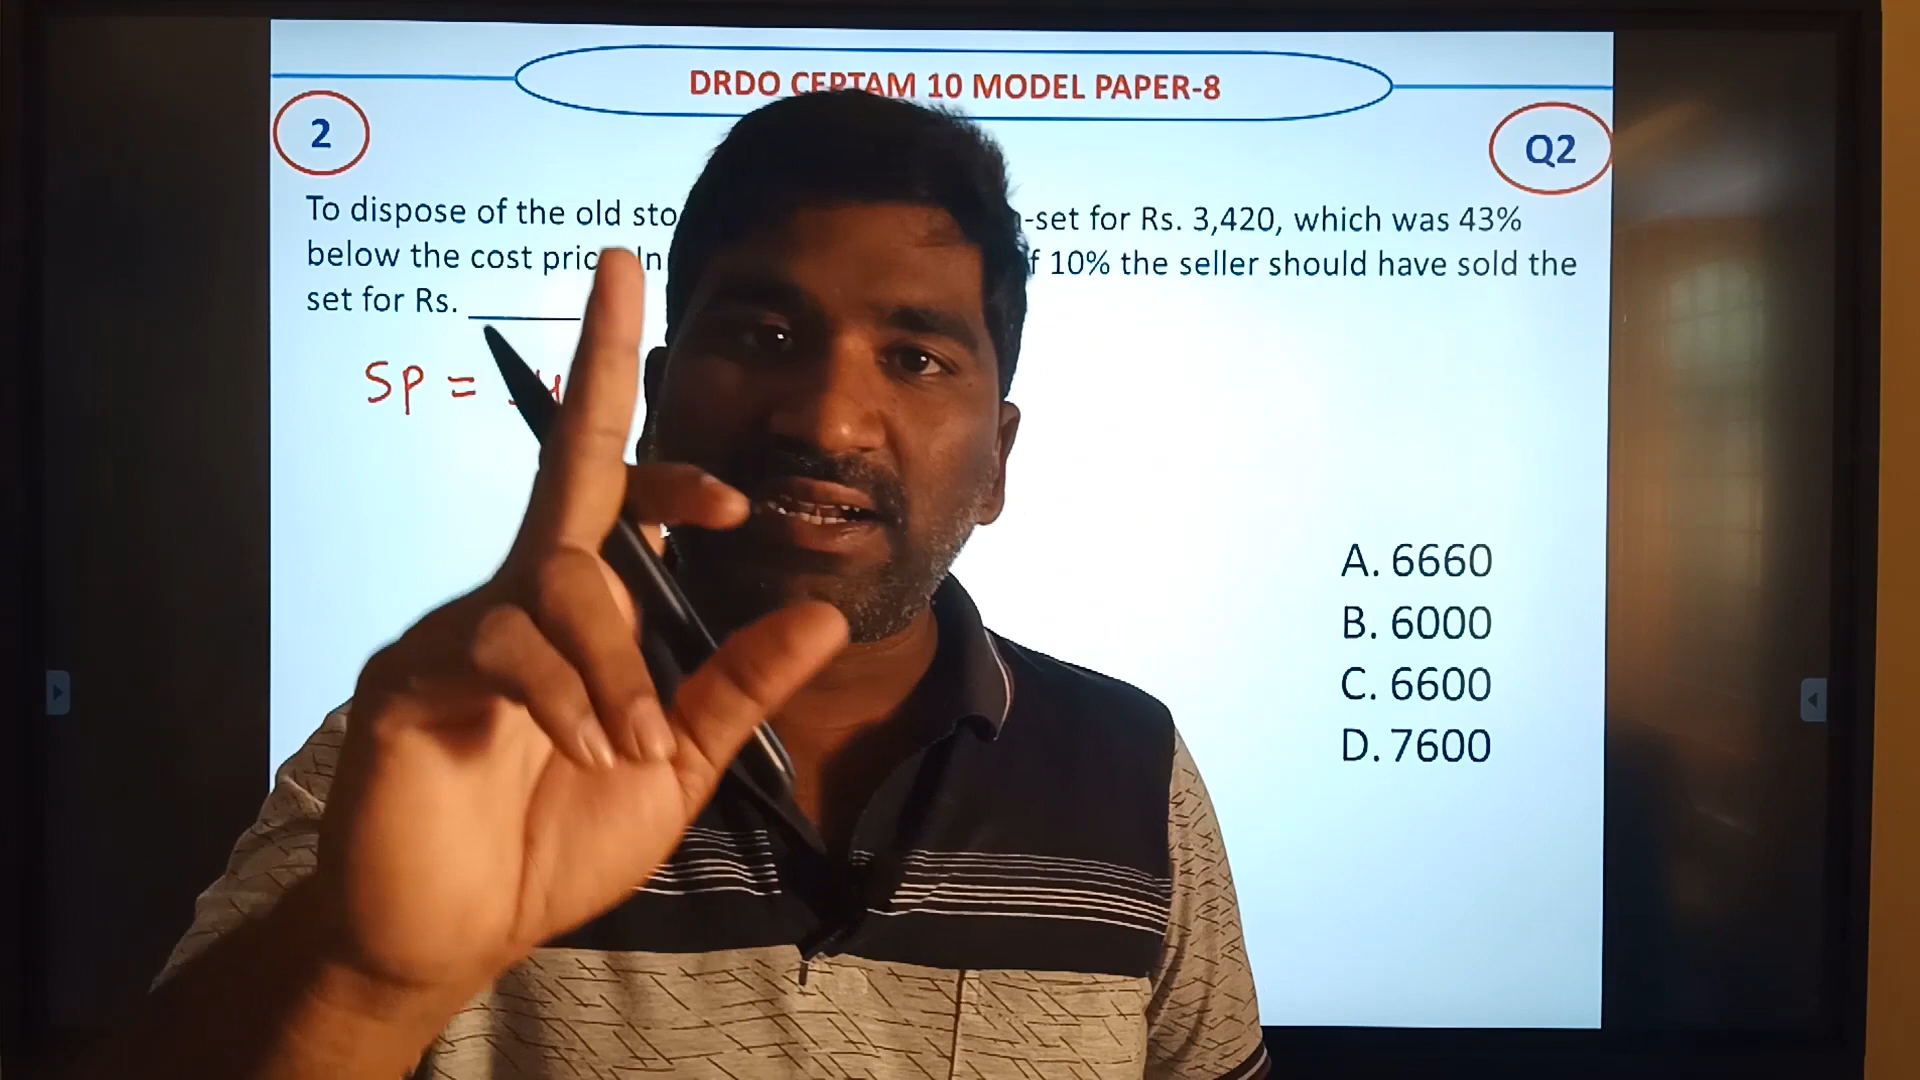 DRDO CEPTAM 10 MODEL PAPER-8
2
Q2
To dispose of the old -set for Rs. 3,420, which was 43%
below the cost 10% the seller should have sold the
set for Rs. ______
SP =
A. 6660
B. 6000
C. 6600
D. 7600